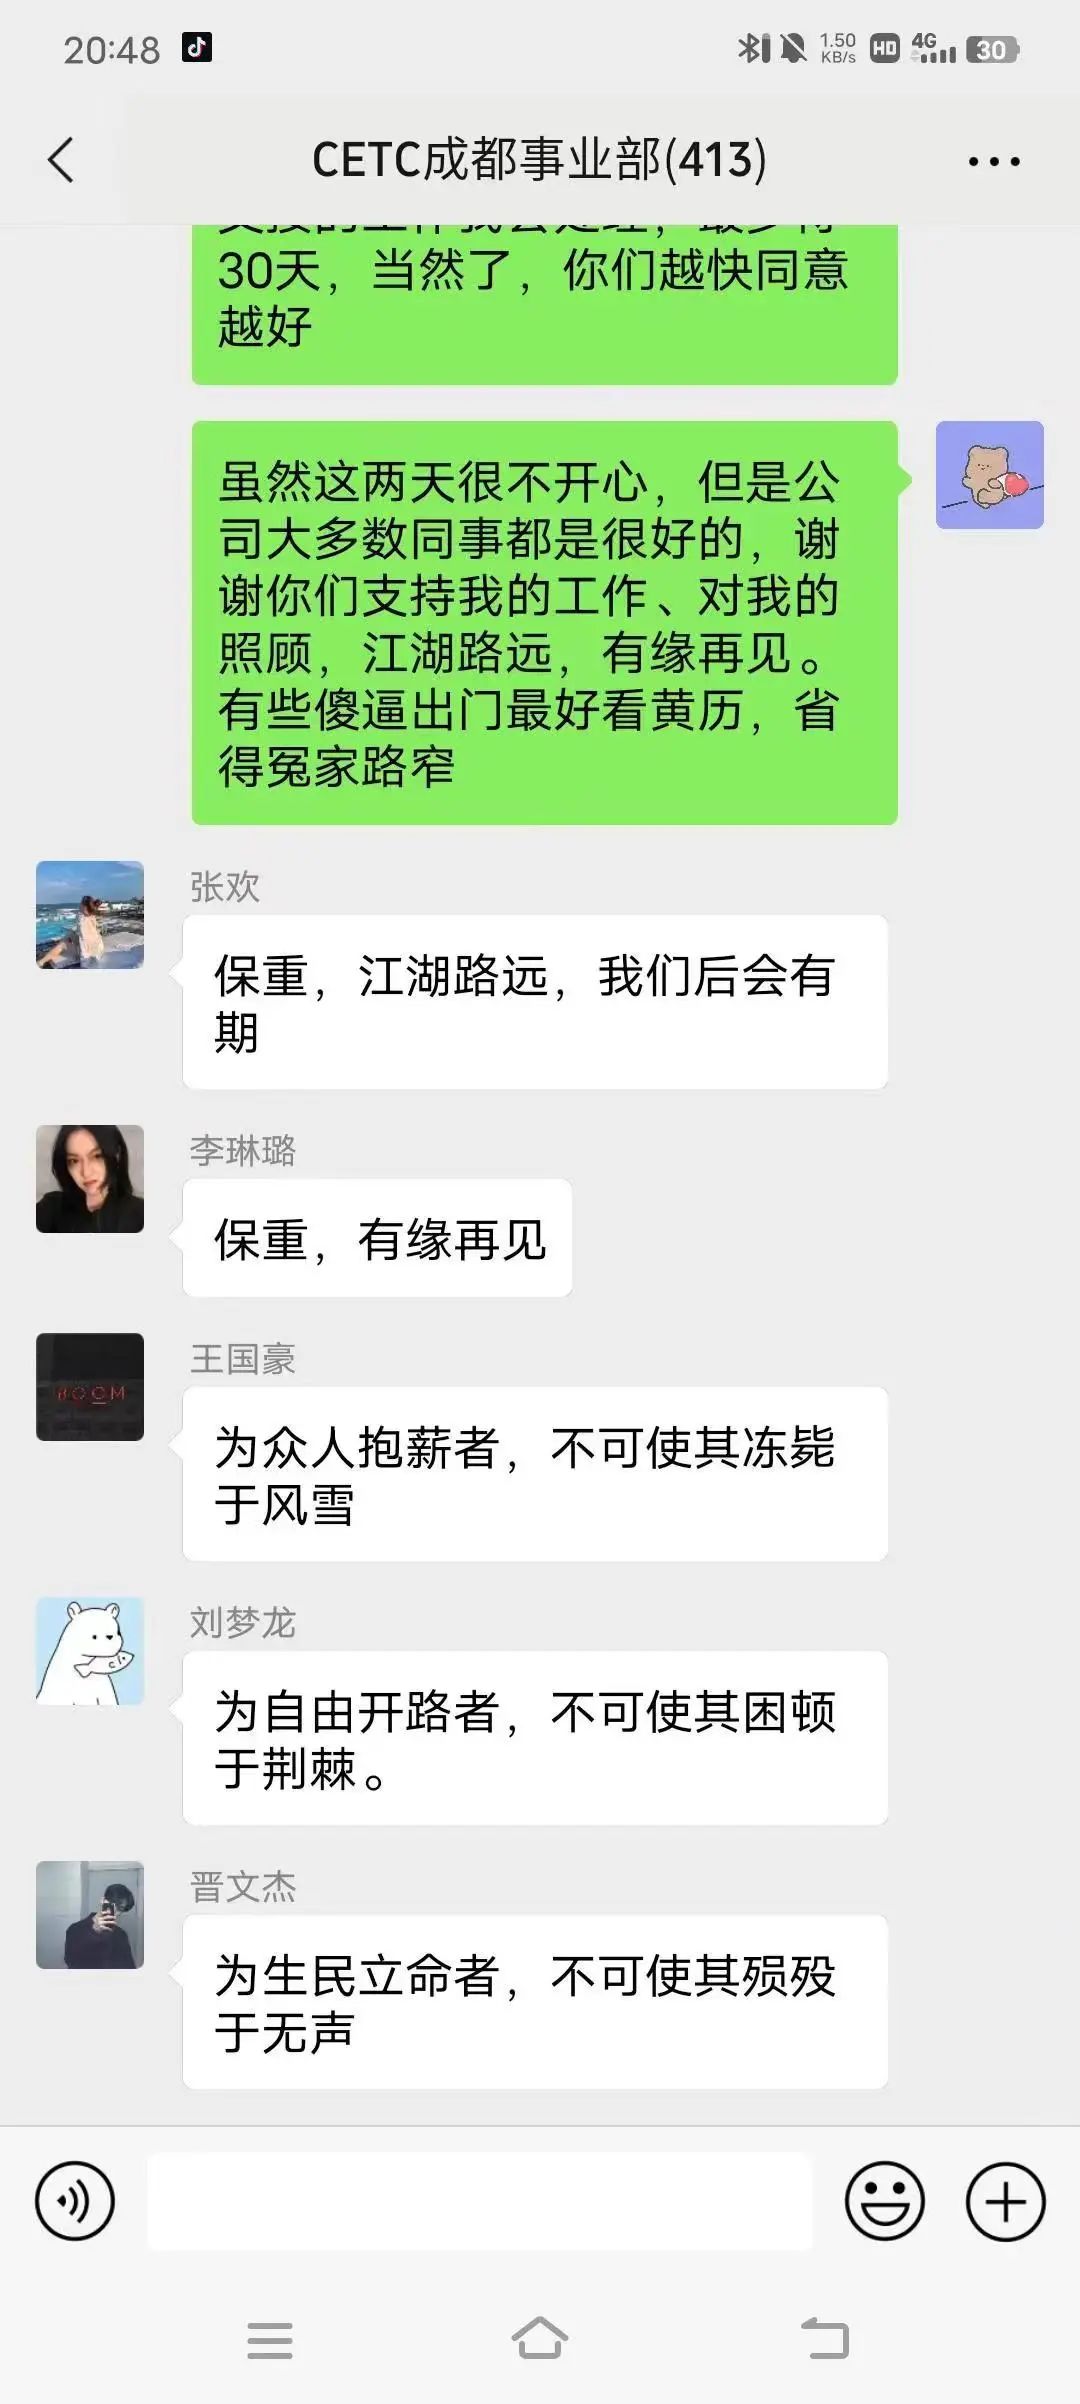 20:48
1.50
KB/s
HD
4G
30
CETC成都事业部(413)
30天，当然了，你们越快同意
越好
虽然这两天很不开心，但是公
司大多数同事都是很好的，谢
谢你们支持我的工作、对我的
照顾，江湖路远，有缘再见。
有些傻逼出门最好看黄历，省
得冤家路窄
张欢
保重，江湖路远，我们后会有
期
李琳璐
保重，有缘再见
王国豪
BOOM
为众人抱薪者，不可使其冻毙
于风雪
刘梦龙
为自由开路者，不可使其困顿
于荆棘。
晋文杰
为生民立命者，不可使其殒殁
于无声